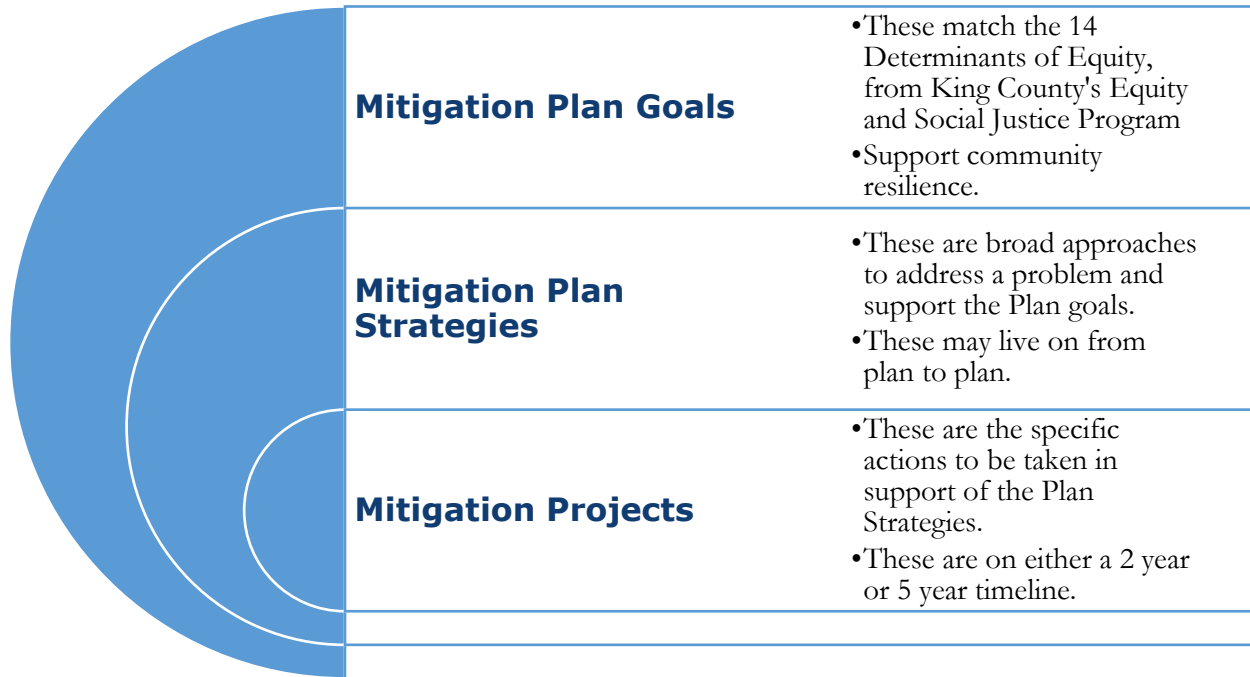 Mitigation Plan Goals
•These match the 14
Determinants of Equity,
from King County's Equity
and Social Justice Program
•Support community
resilience.
Mitigation Plan
Strategies
•These are broad approaches
to address a problem and
support the Plan goals.
•These may live on from
plan to plan.
Mitigation Projects
•These are the specific
actions to be taken in
support of the Plan
Strategies.
•These are on either a 2 year
or 5 year timeline.